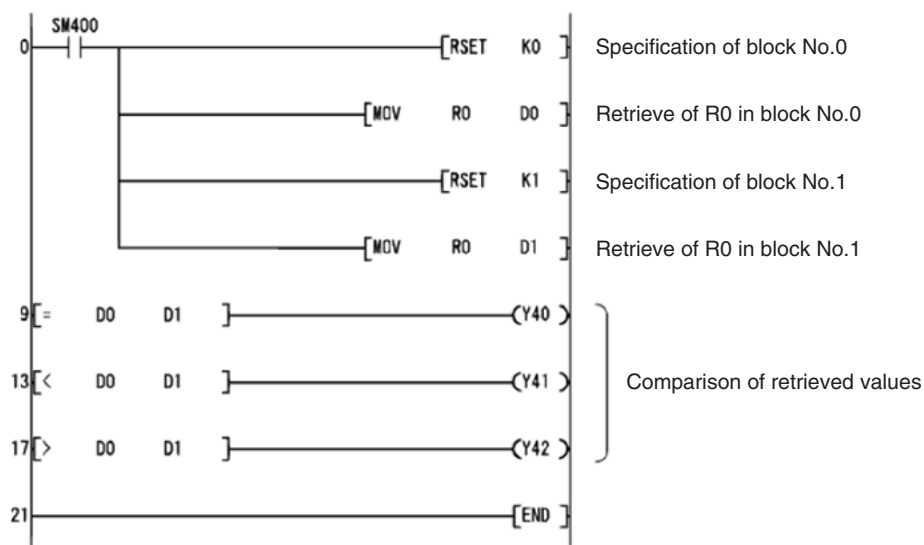 SM400
0 [RSET K0 ] Specification of block No.0
[MOV R0 D0 ] Retrieve of R0 in block No.0
[RSET K1 ] Specification of block No.1
[MOV R0 D1 ] Retrieve of R0 in block No.1
9 [= D0 D1 ] (Y40 )
13 [< D0 D1 ] (Y41 ) Comparison of retrieved values
17 [> D0 D1 ] (Y42 )
21 [END ]